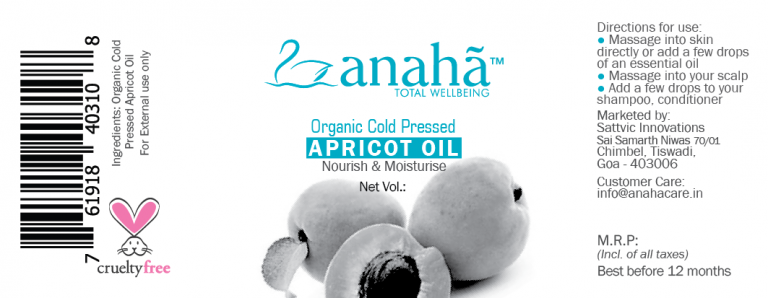 7 61918 40310 8
Ingredients: Organic Cold
Pressed Apricot Oil
For External use only
crueltyfree
anahã™
TOTAL WELLBEING
Organic Cold Pressed
APRICOT OIL
Nourish & Moisturise
Net Vol.:
Directions for use:
● Massage into skin
directly or add a few drops
of an essential oil
● Massage into your scalp
● Add a few drops to your
shampoo, conditioner
Marketed by:
Sattvic Innovations
Sai Samarth Niwas 70/01
Chimbel, Tiswadi,
Goa - 403006
Customer Care:
info@anahacare.in
M.R.P:
(Incl. of all taxes)
Best before 12 months